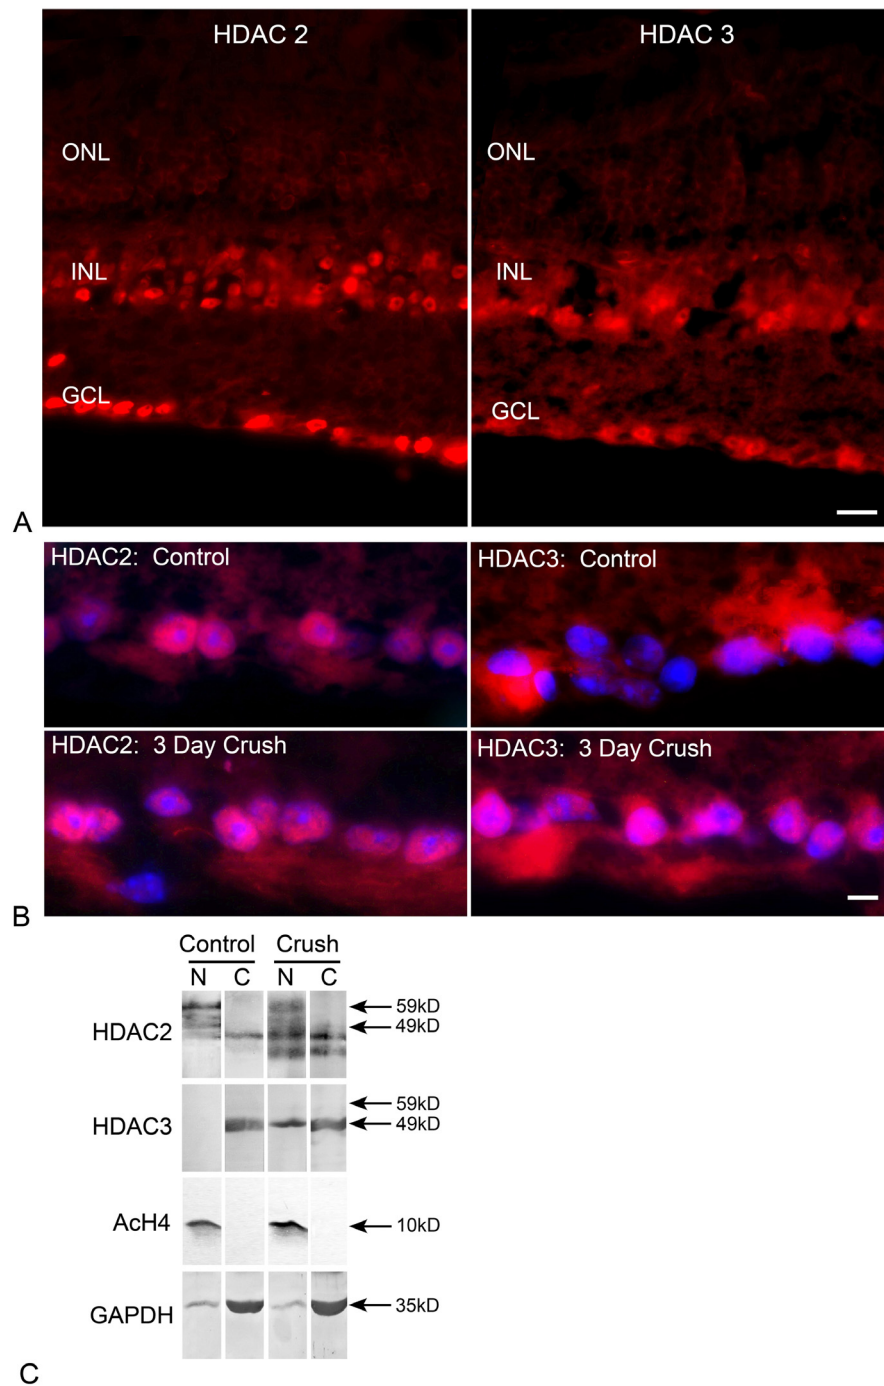 HDAC 2
HDAC 3
ONL
ONL
INL
INL
GCL
GCL
A
HDAC2: Control
HDAC3: Control
HDAC2: 3 Day Crush
HDAC3: 3 Day Crush
B
Control Crush
N C N C
HDAC2
59kD
49kD
HDAC3
59kD
49kD
AcH4
10kD
GAPDH
35kD
C